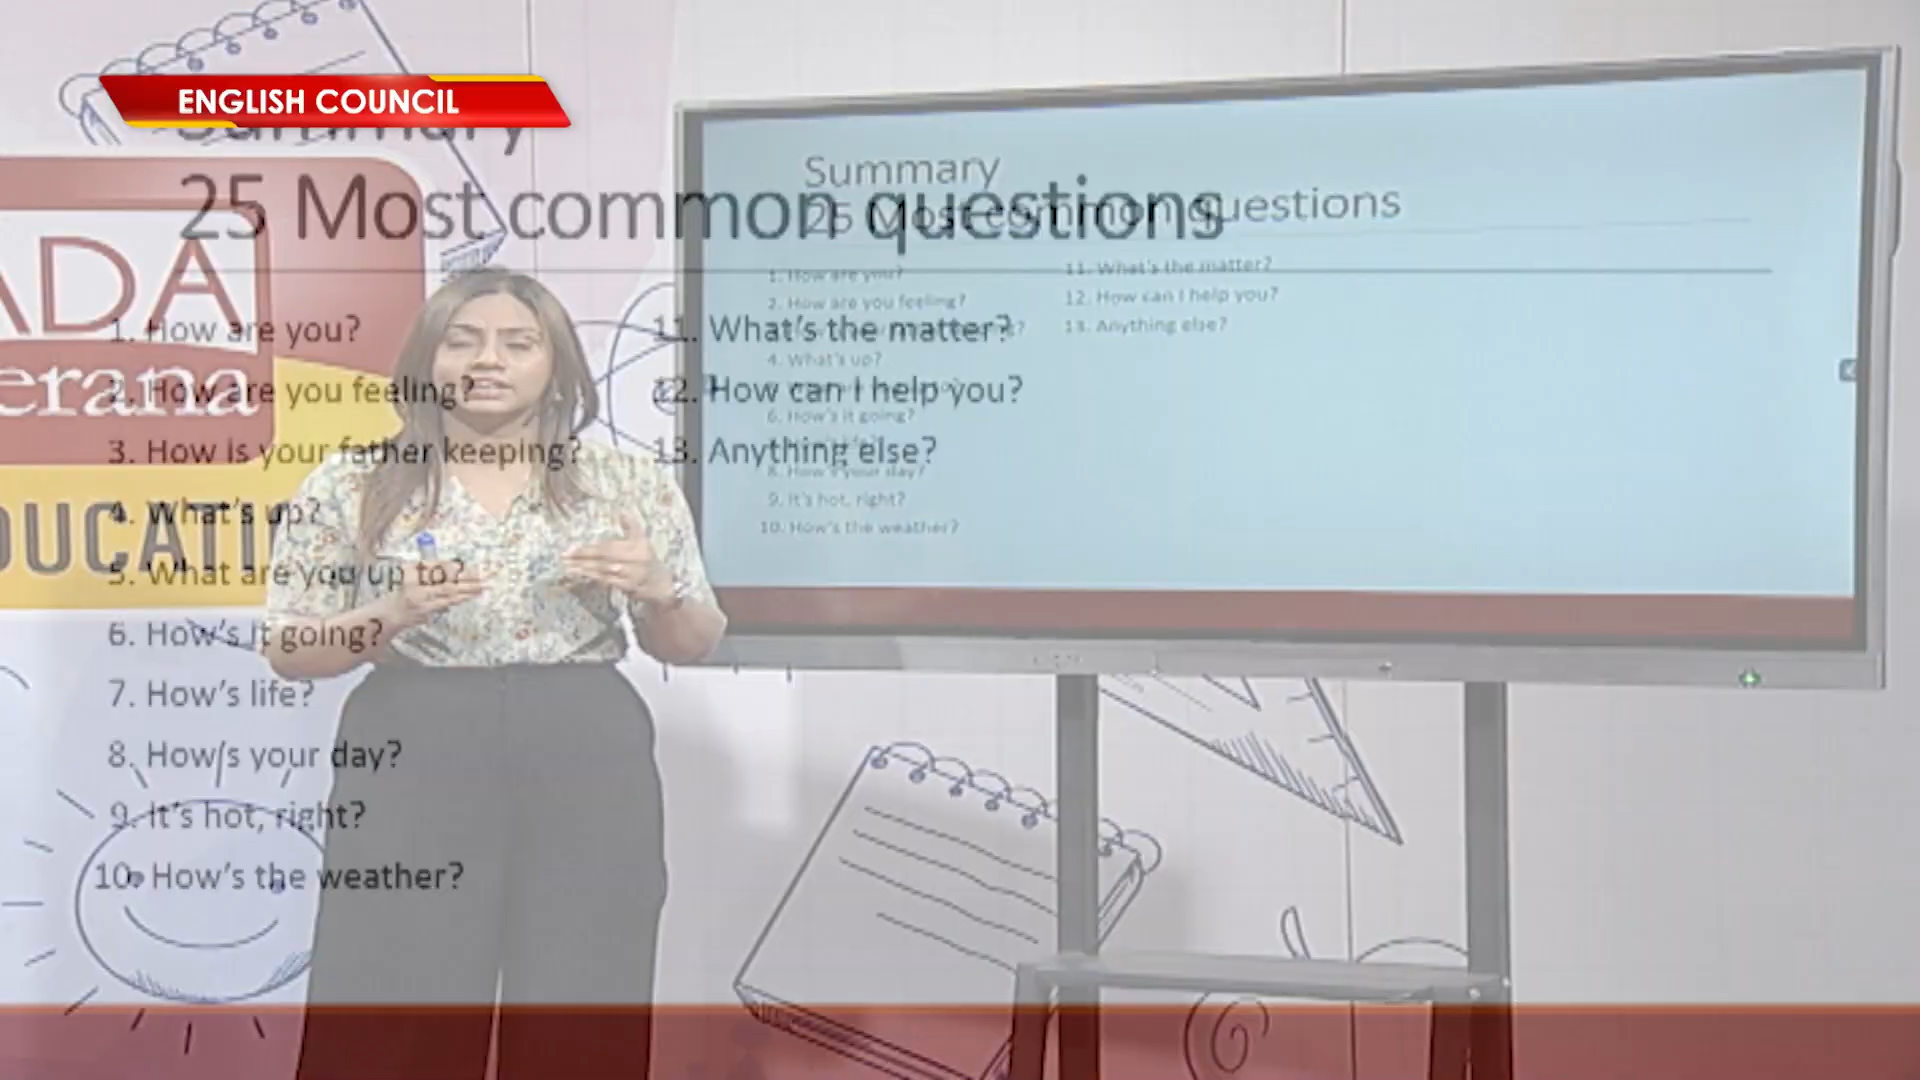 ENGLISH COUNCIL
Summary
25 Most common questions
1. How are you?
2. How are you feeling?
3. How is your father keeping?
4. What's up?
5. What are you up to?
6. How's it going?
7. How's life?
8. How's your day?
9. It's hot, right?
10. How's the weather?
11. What's the matter?
12. How can I help you?
13. Anything else?
ADA
erana
DUCATI
Summary
25 Most common questions
1. How are you?
2. How are you feeling?
4. What's up?
6. How's it going?
8. How's your day?
9. It's hot, right?
10. How's the weather?
11. What's the matter?
12. How can I help you?
13. Anything else?